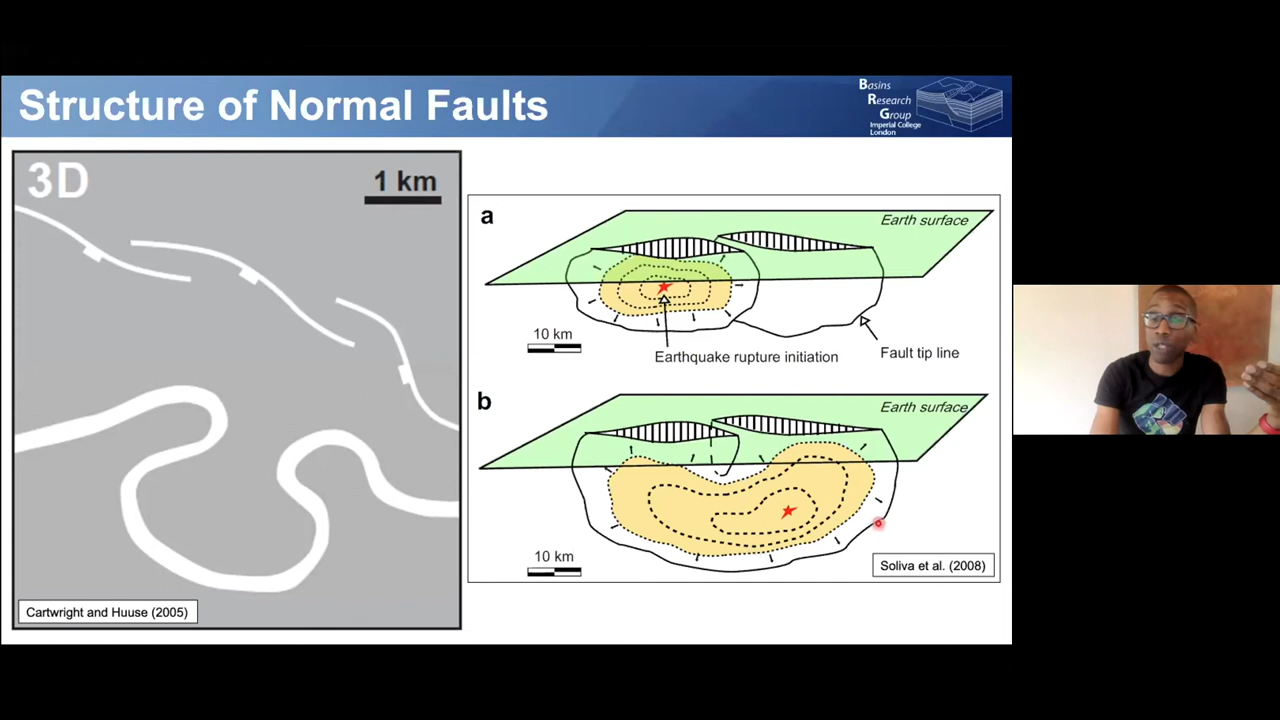 Structure of Normal Faults
Basins
Research
Group
Imperial College
London
3D
1 km
Cartwright and Huuse (2005)
a
Earth surface
10 km
Earthquake rupture initiation
Fault tip line
b
Earth surface
10 km
Soliva et al. (2008)